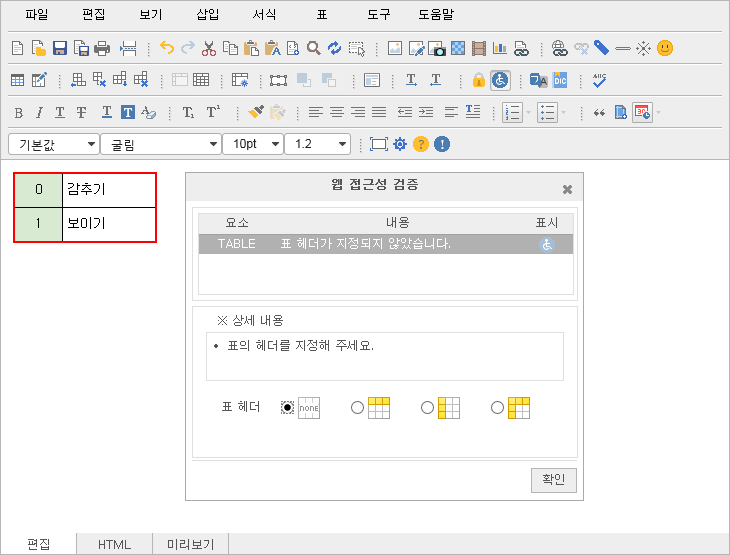 파일 편집 보기 삽입 서식 표 도구 도움말
DIC
ABC
B I T T T T
T₁ T¹
기본값 굴림 10pt 1.2
0 감추기
1 보이기
웹 접근성 검증
요소 내용 표시
TABLE 표 헤더가 지정되지 않았습니다.
※ 상세 내용
• 표의 헤더를 지정해 주세요.
표 헤더 NONE
확인
편집 HTML 미리보기